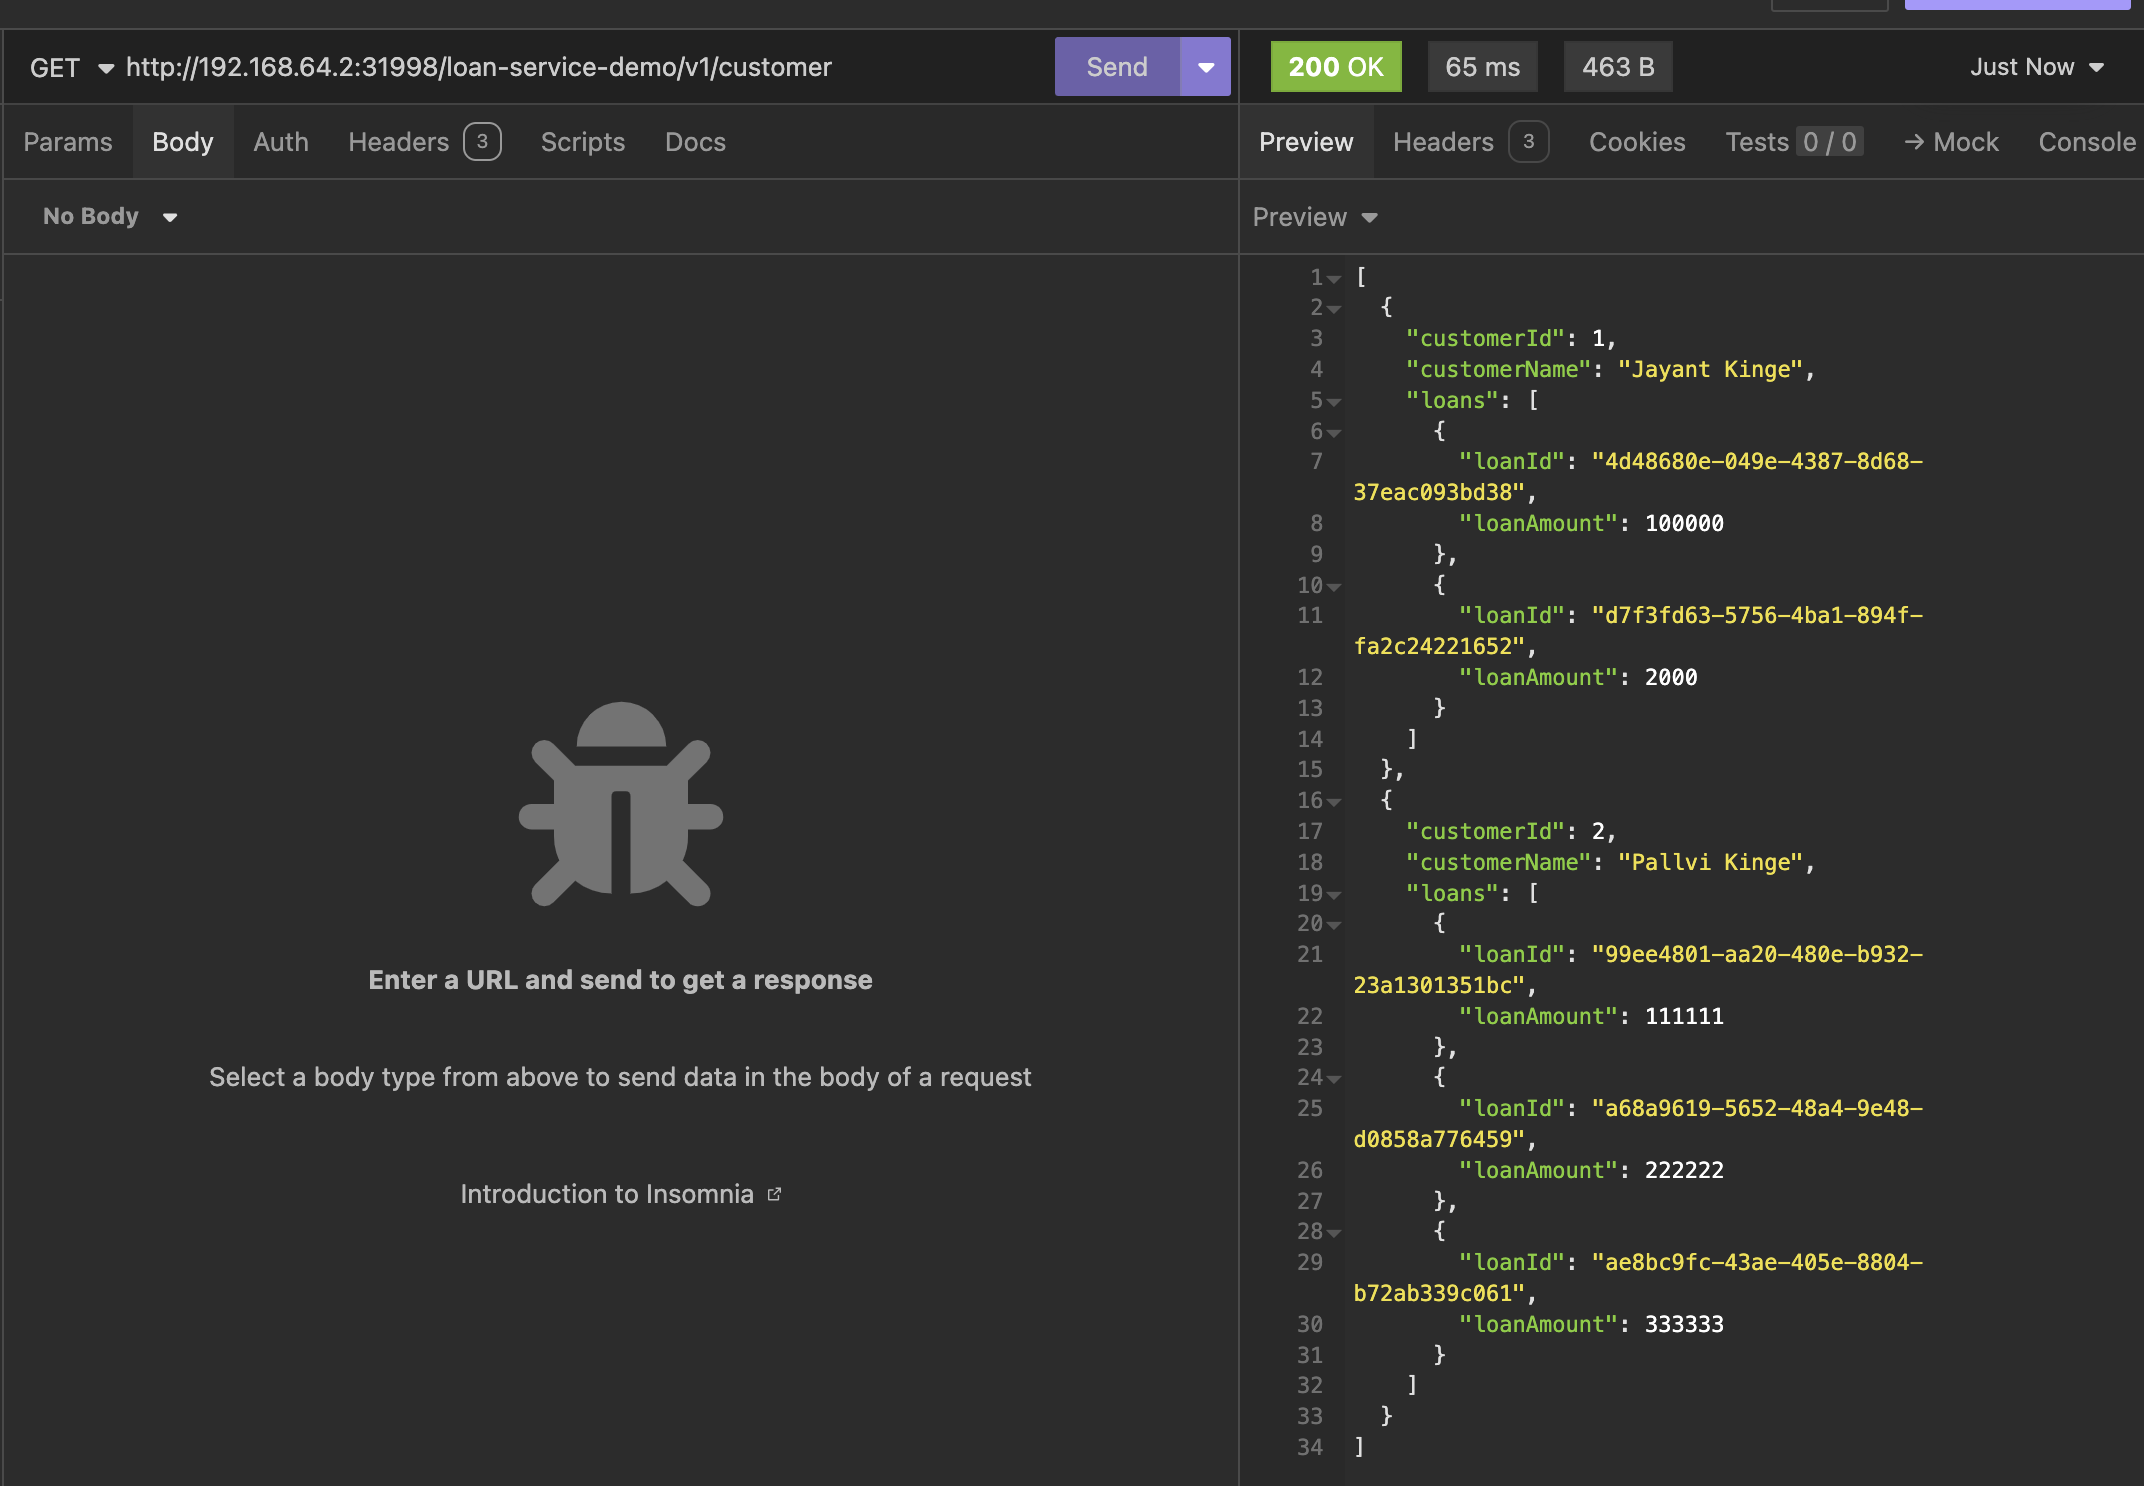 GET http://192.168.64.2:31998/loan-service-demo/v1/customer Send
200 OK 65 ms 463 B Just Now
Params Body Auth Headers 3 Scripts Docs
Preview Headers 3 Cookies Tests 0 / 0 → Mock Console
No Body
Preview
Enter a URL and send to get a response
Select a body type from above to send data in the body of a request
Introduction to Insomnia
1 [
2 {
3 "customerId": 1,
4 "customerName": "Jayant Kinge",
5 "loans": [
6 {
7 "loanId": "4d48680e-049e-4387-8d68-
37eac093bd38",
8 "loanAmount": 100000
9 },
10 {
11 "loanId": "d7f3fd63-5756-4ba1-894f-
fa2c24221652",
12 "loanAmount": 2000
13 }
14 ]
15 },
16 {
17 "customerId": 2,
18 "customerName": "Pallvi Kinge",
19 "loans": [
20 {
21 "loanId": "99ee4801-aa20-480e-b932-
23a1301351bc",
22 "loanAmount": 111111
23 },
24 {
25 "loanId": "a68a9619-5652-48a4-9e48-
d0858a776459",
26 "loanAmount": 222222
27 },
28 {
29 "loanId": "ae8bc9fc-43ae-405e-8804-
b72ab339c061",
30 "loanAmount": 333333
31 }
32 ]
33 }
34 ]